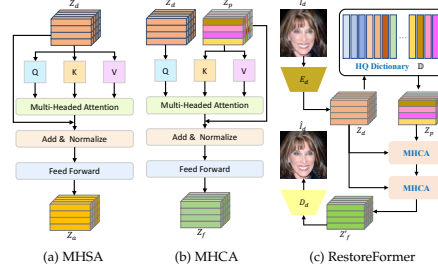 Z_d
Q
K
V
Multi-Headed Attention
Add & Normalize
Feed Forward
Z_a
(a) MHSA
Z_d
Z_p
Q
K
V
Multi-Headed Attention
Add & Normalize
Feed Forward
Z_f
(b) MHCA
I_d
E_d
...
HQ Dictionary 𝔻
Z_d
Z_p
Î_d
MHCA
MHCA
D_d
Z'_f
(c) RestoreFormer